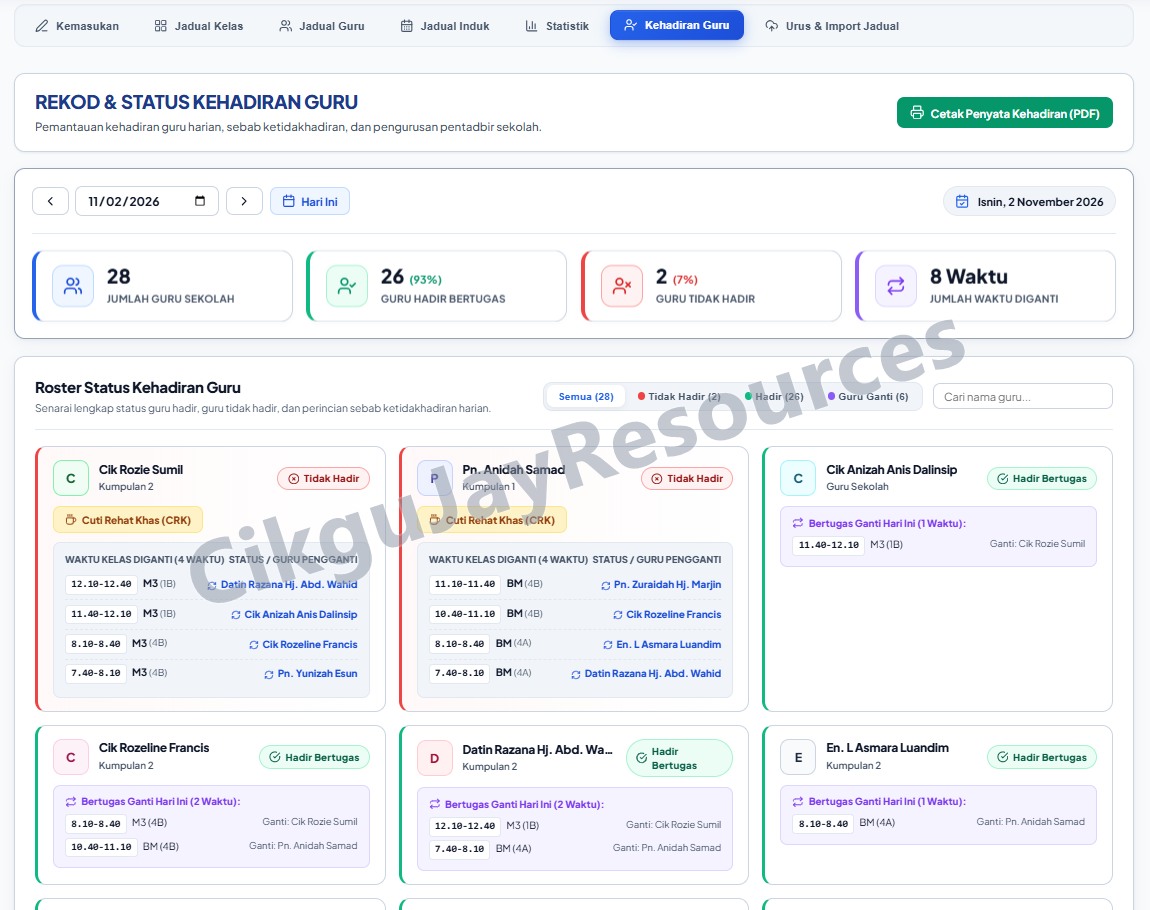 Kemasukan Jadual Kelas Jadual Guru Jadual Induk Statistik Kehadiran Guru Urus & Import Jadual
REKOD & STATUS KEHADIRAN GURU
Pemantauan kehadiran guru harian, sebab ketidakhadiran, dan pengurusan pentadbir sekolah.
Cetak Penyata Kehadiran (PDF)
11/02/2026 Hari Ini Isnin, 2 November 2026
28
JUMLAH GURU SEKOLAH
26 (93%)
GURU HADIR BERTUGAS
2 (7%)
GURU TIDAK HADIR
8 Waktu
JUMLAH WAKTU DIGANTI
Roster Status Kehadiran Guru
Senarai lengkap status guru hadir, guru tidak hadir, dan perincian sebab ketidakhadiran harian.
Semua (28) Tidak Hadir (2) Hadir (26) Guru Ganti (6) Cari nama guru...
CikguJayResources
C Cik Rozie Sumil
Kumpulan 2
Tidak Hadir
Cuti Rehat Khas (CRK)
WAKTU KELAS DIGANTI (4 WAKTU) STATUS / GURU PENGGANTI
12.10-12.40 M3 (1B) Datin Razana Hj. Abd. Wahid
11.40-12.10 M3 (1B) Cik Anizah Anis Dalinsip
8.10-8.40 M3 (4B) Cik Rozeline Francis
7.40-8.10 M3 (4B) Pn. Yunizah Esun
P Pn. Anidah Samad
Kumpulan 1
Tidak Hadir
Cuti Rehat Khas (CRK)
WAKTU KELAS DIGANTI (4 WAKTU) STATUS / GURU PENGGANTI
11.10-11.40 BM (4B) Pn. Zuraidah Hj. Marjin
10.40-11.10 BM (4B) Cik Rozeline Francis
8.10-8.40 BM (4A) En. L Asmara Luandim
7.40-8.10 BM (4A) Datin Razana Hj. Abd. Wahid
C Cik Anizah Anis Dalinsip
Guru Sekolah
Hadir Bertugas
Bertugas Ganti Hari Ini (1 Waktu):
11.40-12.10 M3 (1B) Ganti: Cik Rozie Sumil
C Cik Rozeline Francis
Kumpulan 2
Hadir Bertugas
Bertugas Ganti Hari Ini (2 Waktu):
8.10-8.40 M3 (4B) Ganti: Cik Rozie Sumil
10.40-11.10 BM (4B) Ganti: Pn. Anidah Samad
D Datin Razana Hj. Abd. Wa...
Kumpulan 2
Hadir
Bertugas
Bertugas Ganti Hari Ini (2 Waktu):
12.10-12.40 M3 (1B) Ganti: Cik Rozie Sumil
7.40-8.10 BM (4A) Ganti: Pn. Anidah Samad
E En. L Asmara Luandim
Kumpulan 2
Hadir Bertugas
Bertugas Ganti Hari Ini (1 Waktu):
8.10-8.40 BM (4A) Ganti: Pn. Anidah Samad